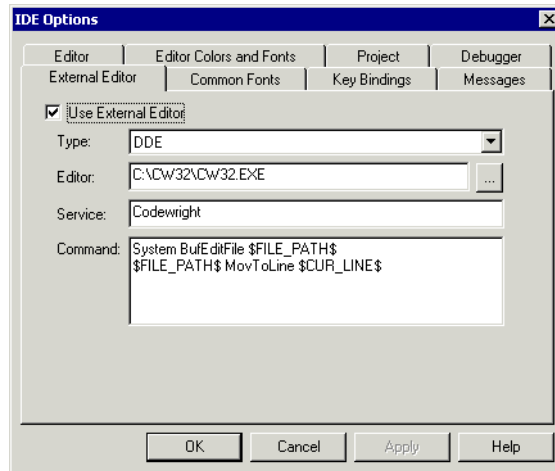 IDE Options
Editor Editor Colors and Fonts Project Debugger
External Editor Common Fonts Key Bindings Messages
Use External Editor
Type: DDE
Editor: C:\CW32\CW32.EXE ...
Service: Codewright
Command: System BufEditFile $FILE_PATH$
$FILE_PATH$ MovToLine $CUR_LINE$
OK Cancel Apply Help